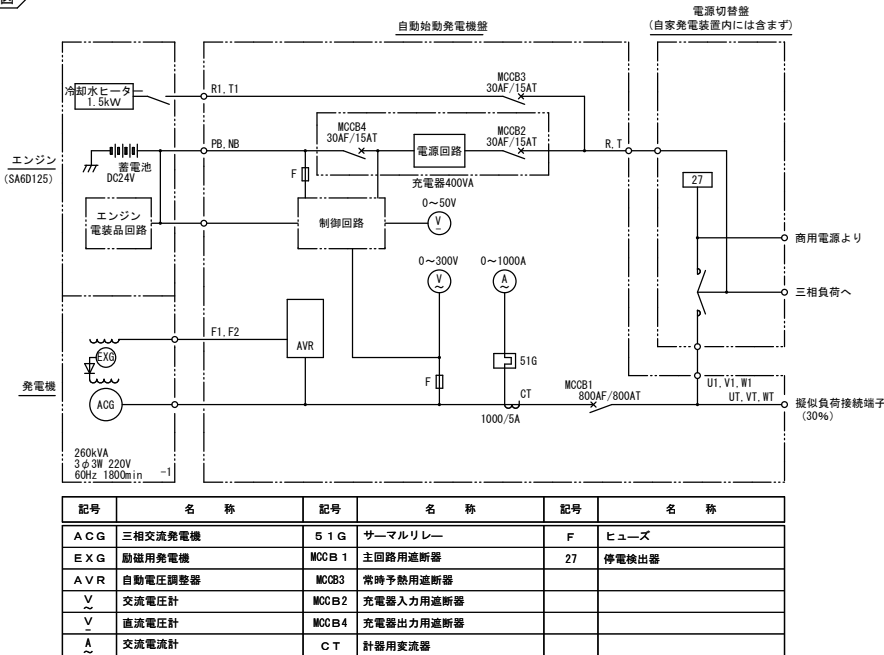 図
電源切替盤
(自家発電装置内には含まず)
自動始動発電機盤
冷却水ヒーター
1.5kW
R1, T1
MCCB3
30AF/15AT
エンジン
(SA6D125)
蓄電池
DC24V
PB, NB
MCCB4
30AF/15AT
電源回路
MCCB2
30AF/15AT
R, T
F
充電器400VA
27
エンジン
電装品回路
制御回路
0～50V
V
商用電源より
0～300V
V
0～1000A
A
三相負荷へ
発電機
EXG
F1, F2
AVR
51G
F
ACG
CT
1000/5A
MCCB1
800AF/800AT
U1, V1, W1
UT, VT, WT
擬似負荷接続端子
(30%)
260kVA
3φ3W 220V
60Hz 1800min -1
記号 名 称 記号 名 称 記号 名 称
ACG 三相交流発電機 51G サーマルリレー F ヒューズ
EXG 励磁用発電機 MCCB1 主回路用遮断器 27 停電検出器
AVR 自動電圧調整器 MCCB3 常時予熱用遮断器
V～ 交流電圧計 MCCB2 充電器入力用遮断器
V− 直流電圧計 MCCB4 充電器出力用遮断器
A～ 交流電流計 CT 計器用変流器